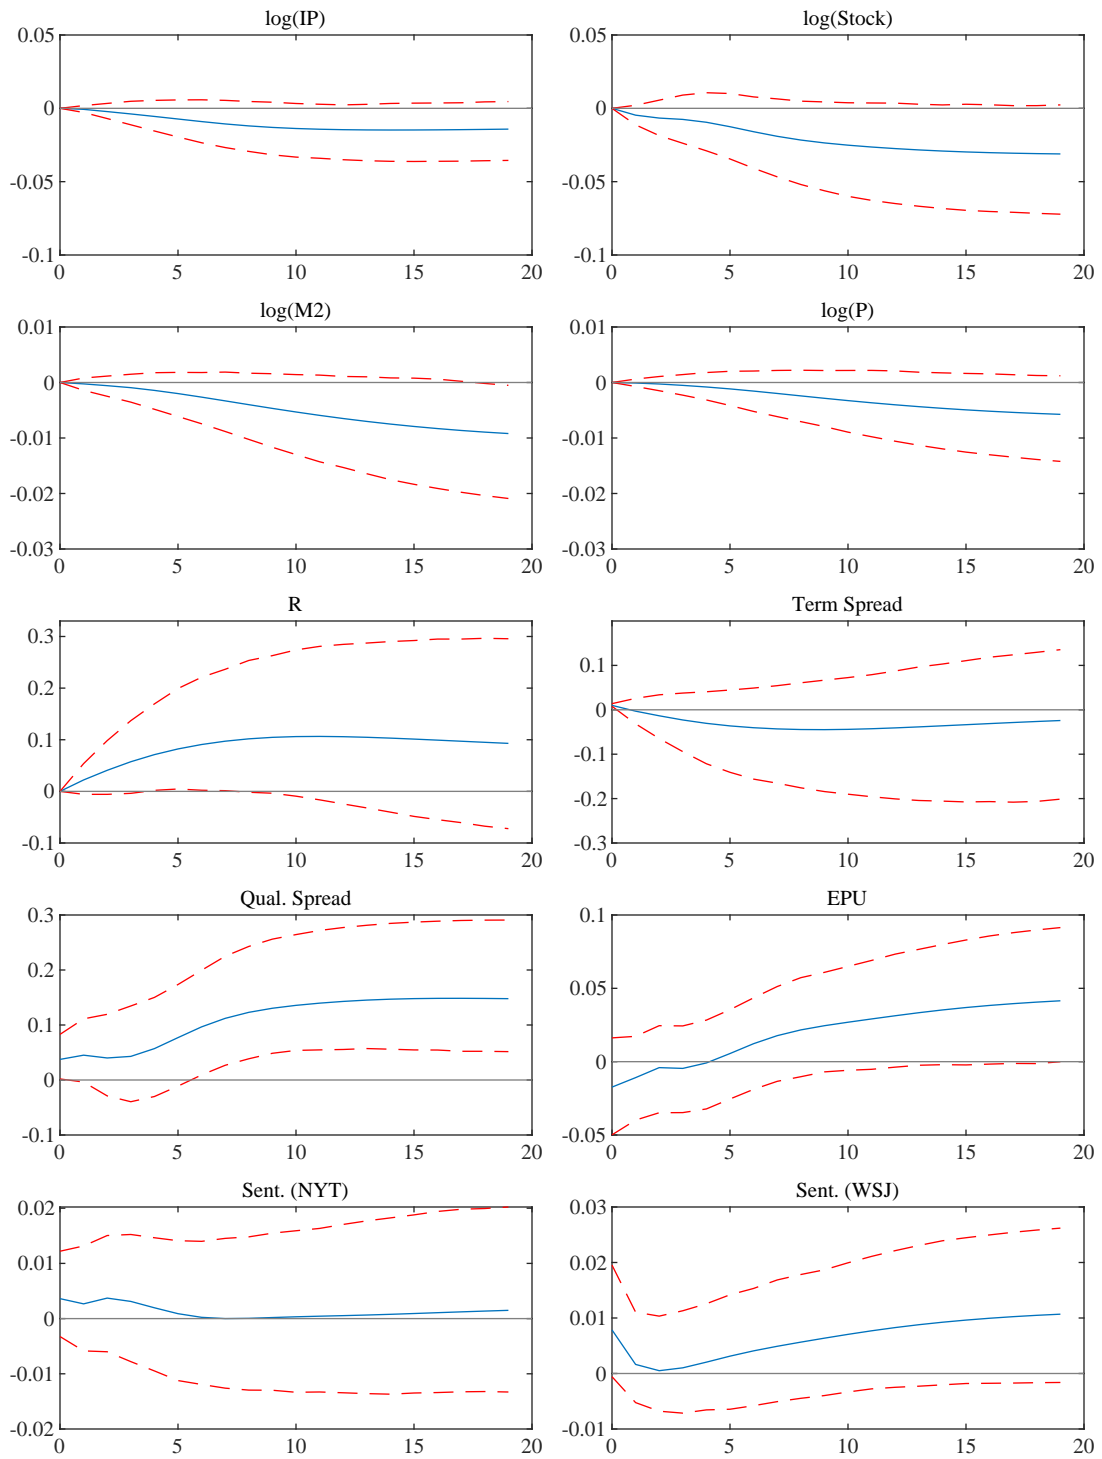 log(IP)
0.05
0
-0.05
-0.1
0 5 10 15 20
log(Stock)
0.05
0
-0.05
-0.1
0 5 10 15 20
log(M2)
0.01
0
-0.01
-0.02
-0.03
0 5 10 15 20
log(P)
0.01
0
-0.01
-0.02
-0.03
0 5 10 15 20
R
0.3
0.2
0.1
0
-0.1
0 5 10 15 20
Term Spread
0.1
0
-0.1
-0.2
-0.3
0 5 10 15 20
Qual. Spread
0.3
0.2
0.1
0
-0.1
0 5 10 15 20
EPU
0.1
0.05
0
-0.05
0 5 10 15 20
Sent. (NYT)
0.02
0.01
0
-0.01
-0.02
0 5 10 15 20
Sent. (WSJ)
0.03
0.02
0.01
0
-0.01
0 5 10 15 20